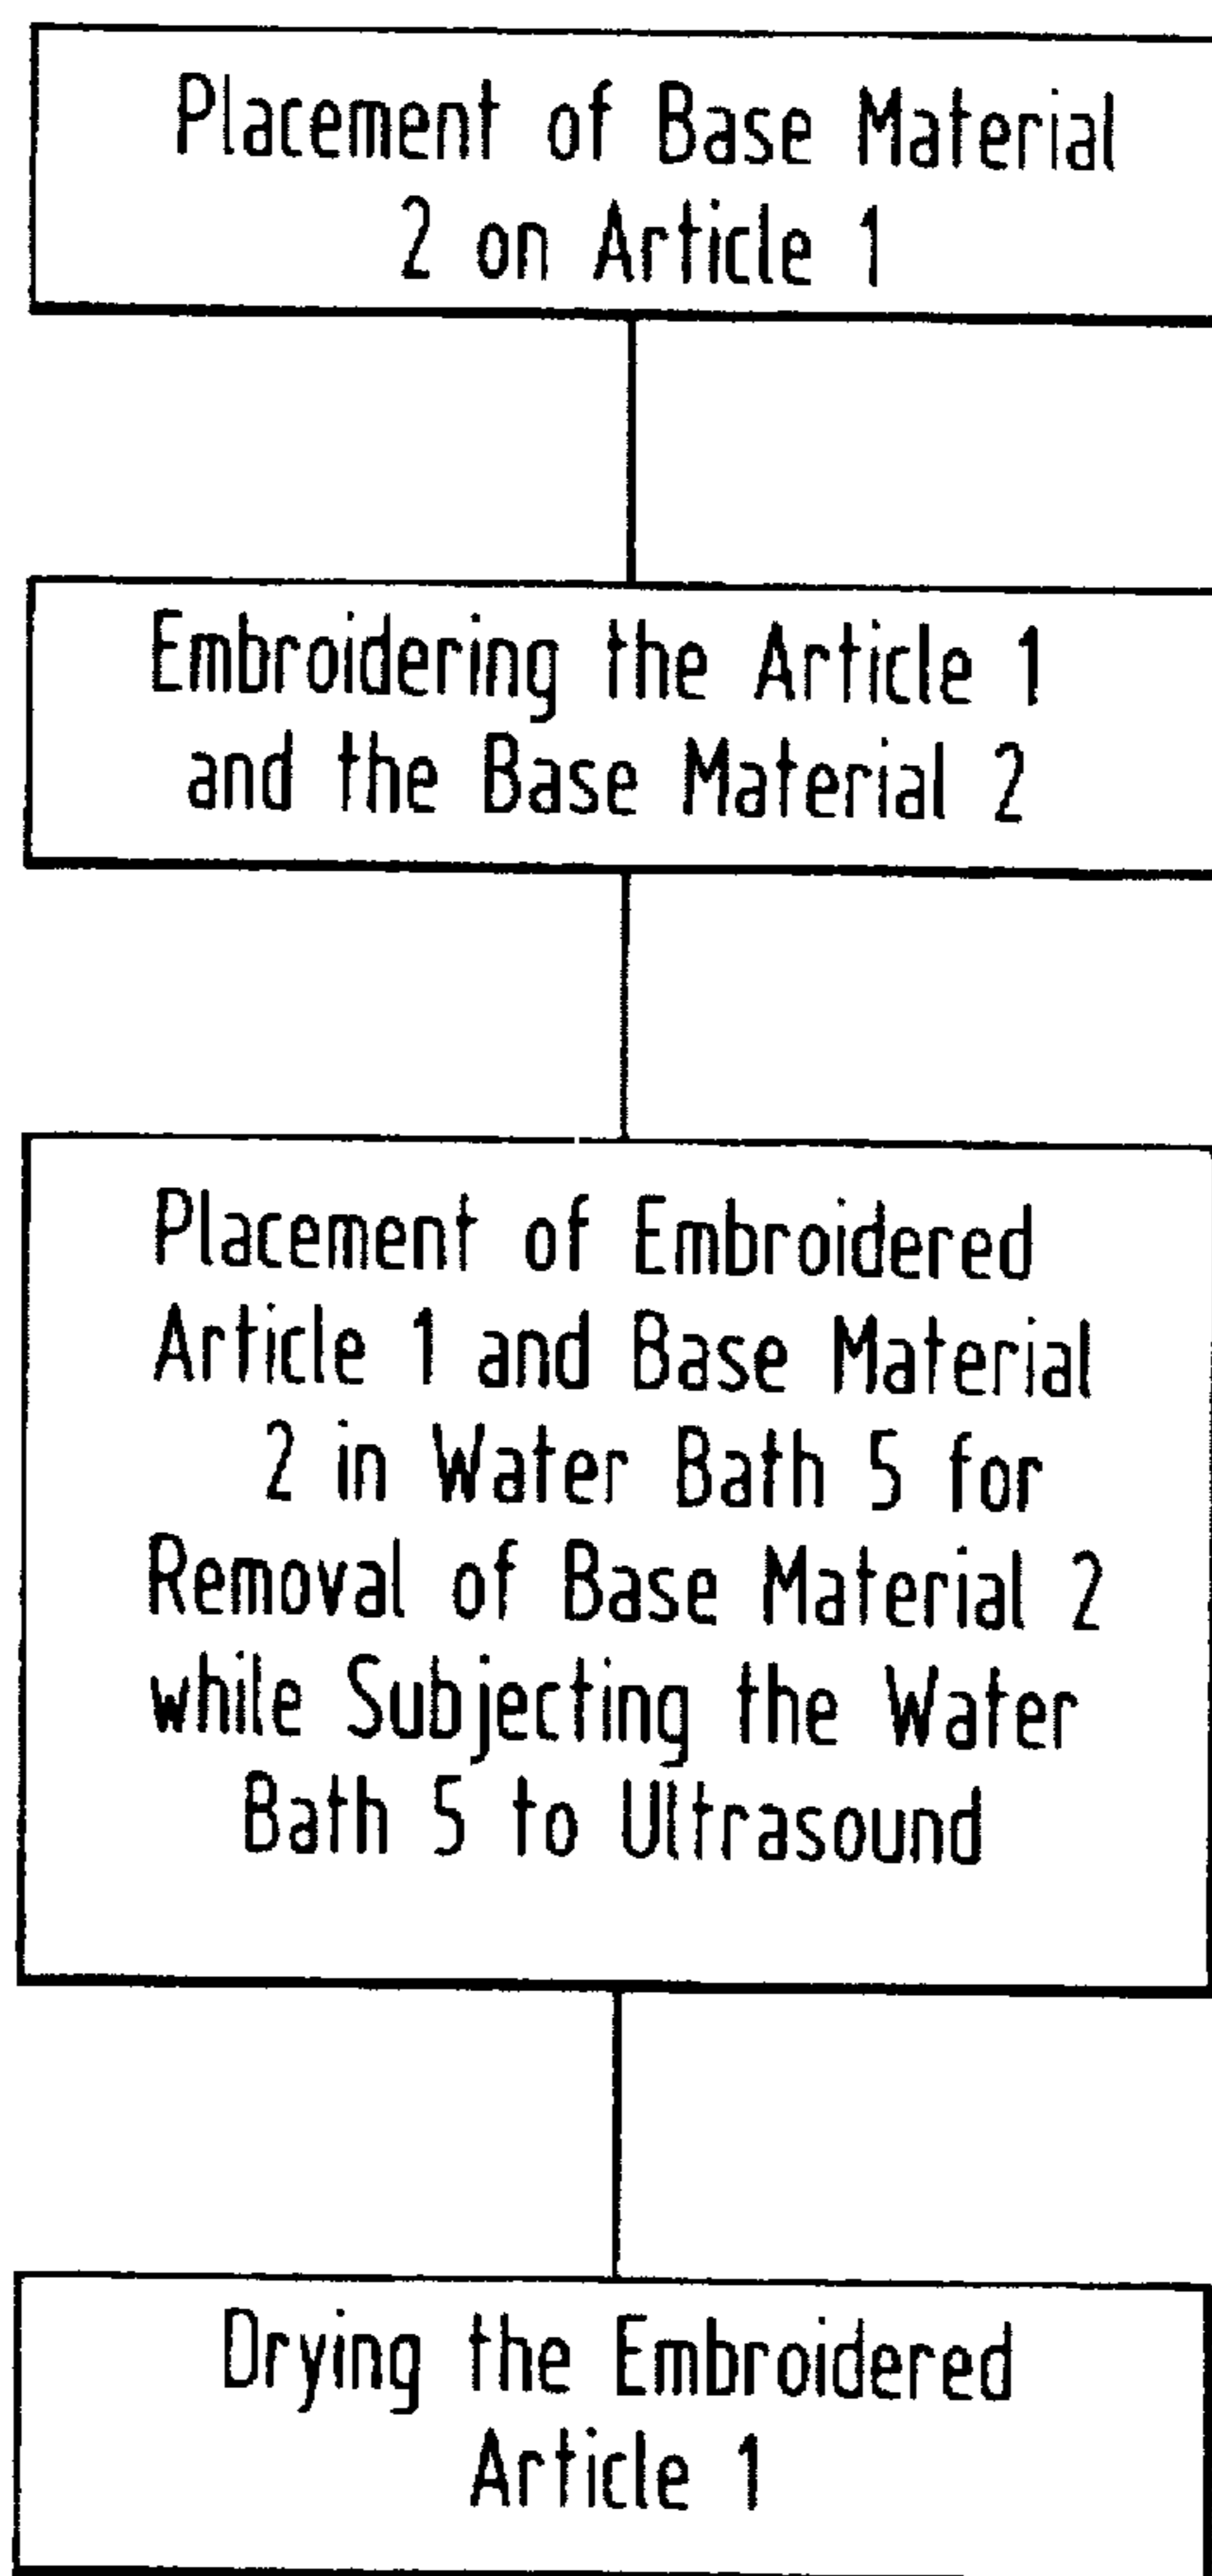 Placement of Base Material
2 on Article 1
Embroidering the Article 1
and the Base Material 2
Placement of Embroidered
Article 1 and Base Material
2 in Water Bath 5 for
Removal of Base Material 2
while Subjecting the Water
Bath 5 to Ultrasound
Drying the Embroidered
Article 1